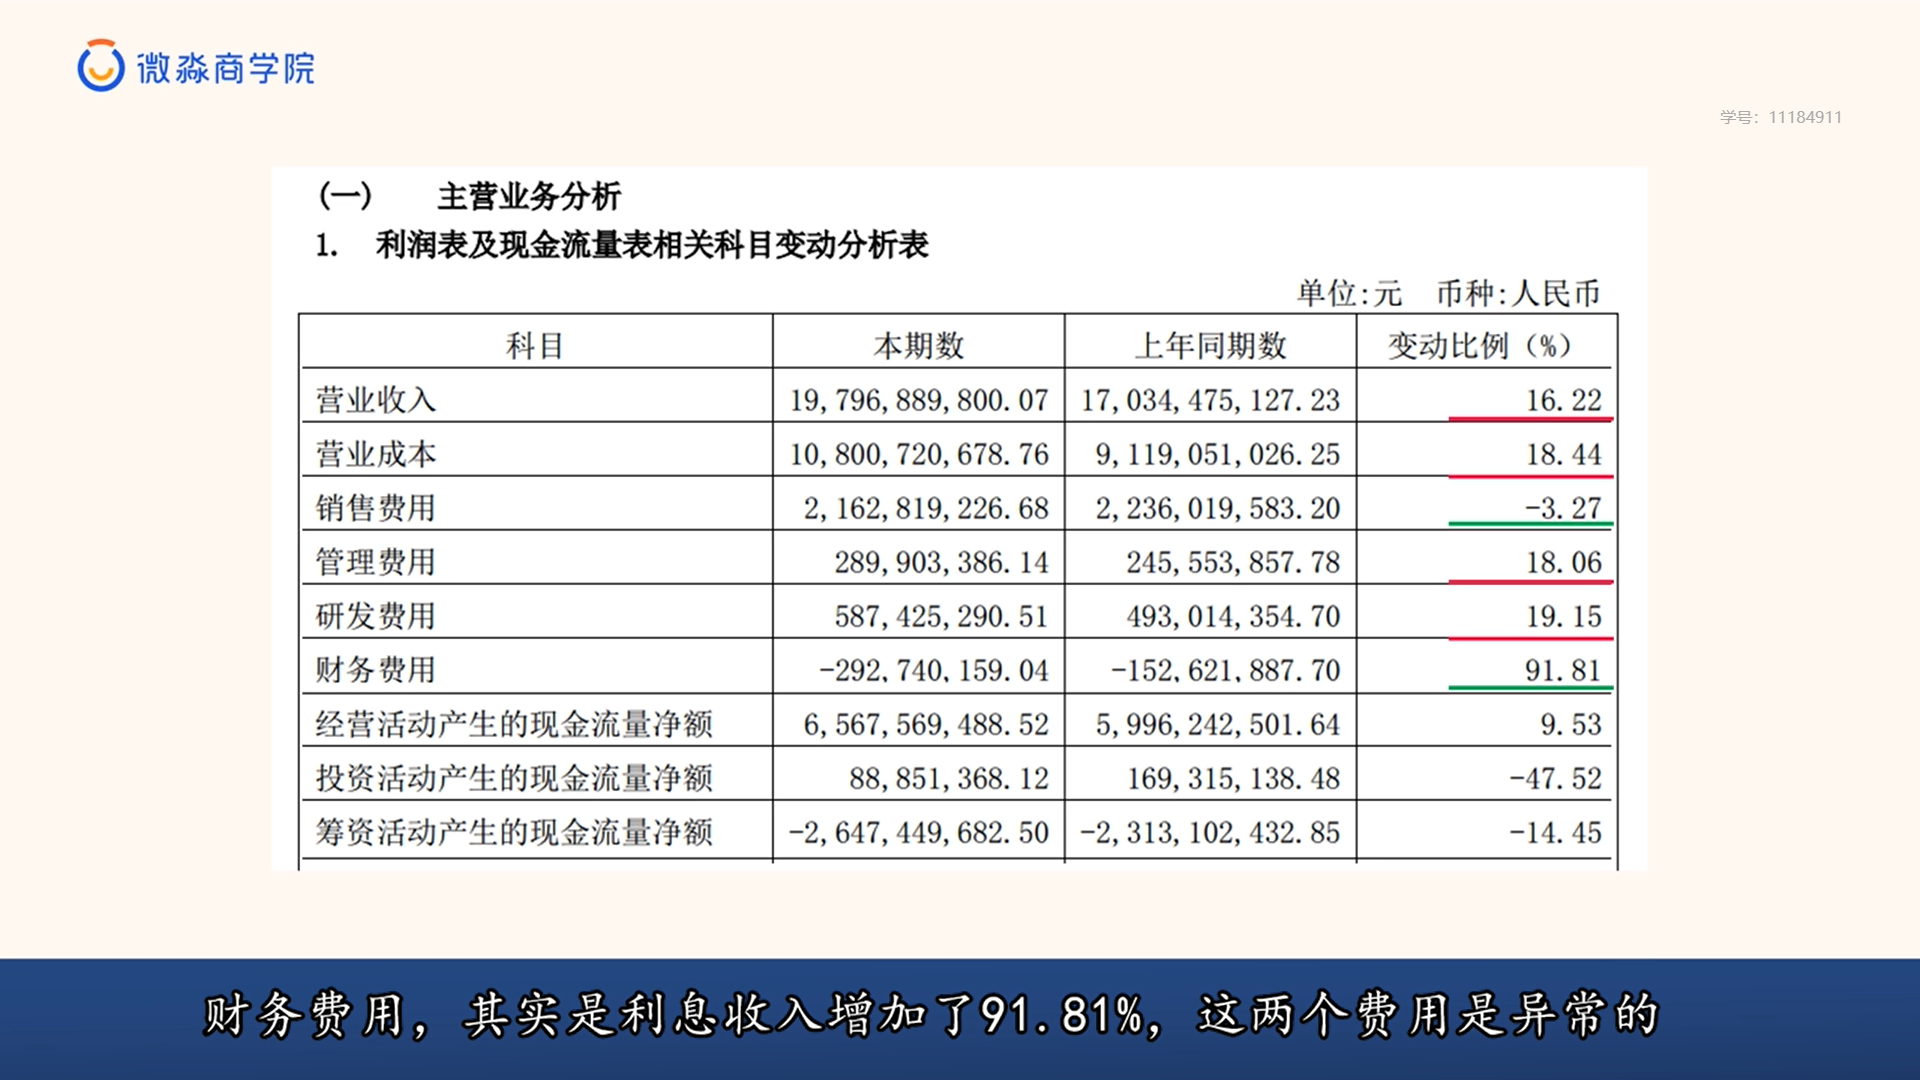 微淼商学院
学号：11184911
(一) 主营业务分析
1. 利润表及现金流量表相关科目变动分析表
单位:元 币种:人民币
科目 本期数 上年同期数 变动比例（%）
营业收入 19,796,889,800.07 17,034,475,127.23 16.22
营业成本 10,800,720,678.76 9,119,051,026.25 18.44
销售费用 2,162,819,226.68 2,236,019,583.20 -3.27
管理费用 289,903,386.14 245,553,857.78 18.06
研发费用 587,425,290.51 493,014,354.70 19.15
财务费用 -292,740,159.04 -152,621,887.70 91.81
经营活动产生的现金流量净额 6,567,569,488.52 5,996,242,501.64 9.53
投资活动产生的现金流量净额 88,851,368.12 169,315,138.48 -47.52
筹资活动产生的现金流量净额 -2,647,449,682.50 -2,313,102,432.85 -14.45
财务费用，其实是利息收入增加了91.81%，这两个费用是异常的